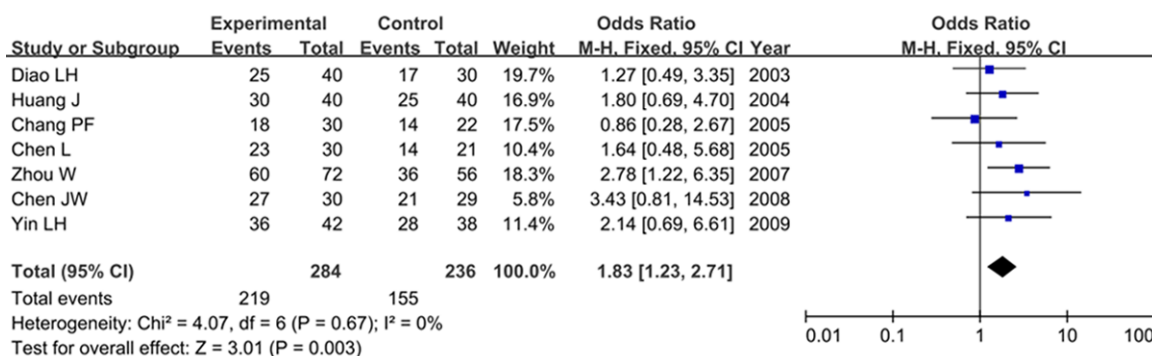 Experimental Control Odds Ratio Odds Ratio
Study or Subgroup Events Total Events Total Weight M-H, Fixed, 95% CI Year M-H, Fixed, 95% CI
Diao LH 25 40 17 30 19.7% 1.27 [0.49, 3.35] 2003
Huang J 30 40 25 40 16.9% 1.80 [0.69, 4.70] 2004
Chang PF 18 30 14 22 17.5% 0.86 [0.28, 2.67] 2005
Chen L 23 30 14 21 10.4% 1.64 [0.48, 5.68] 2005
Zhou W 60 72 36 56 18.3% 2.78 [1.22, 6.35] 2007
Chen JW 27 30 21 29 5.8% 3.43 [0.81, 14.53] 2008
Yin LH 36 42 28 38 11.4% 2.14 [0.69, 6.61] 2009
Total (95% CI) 284 236 100.0% 1.83 [1.23, 2.71]
Total events 219 155
Heterogeneity: Chi² = 4.07, df = 6 (P = 0.67); I² = 0%
Test for overall effect: Z = 3.01 (P = 0.003)
0.01 0.1 1 10 100